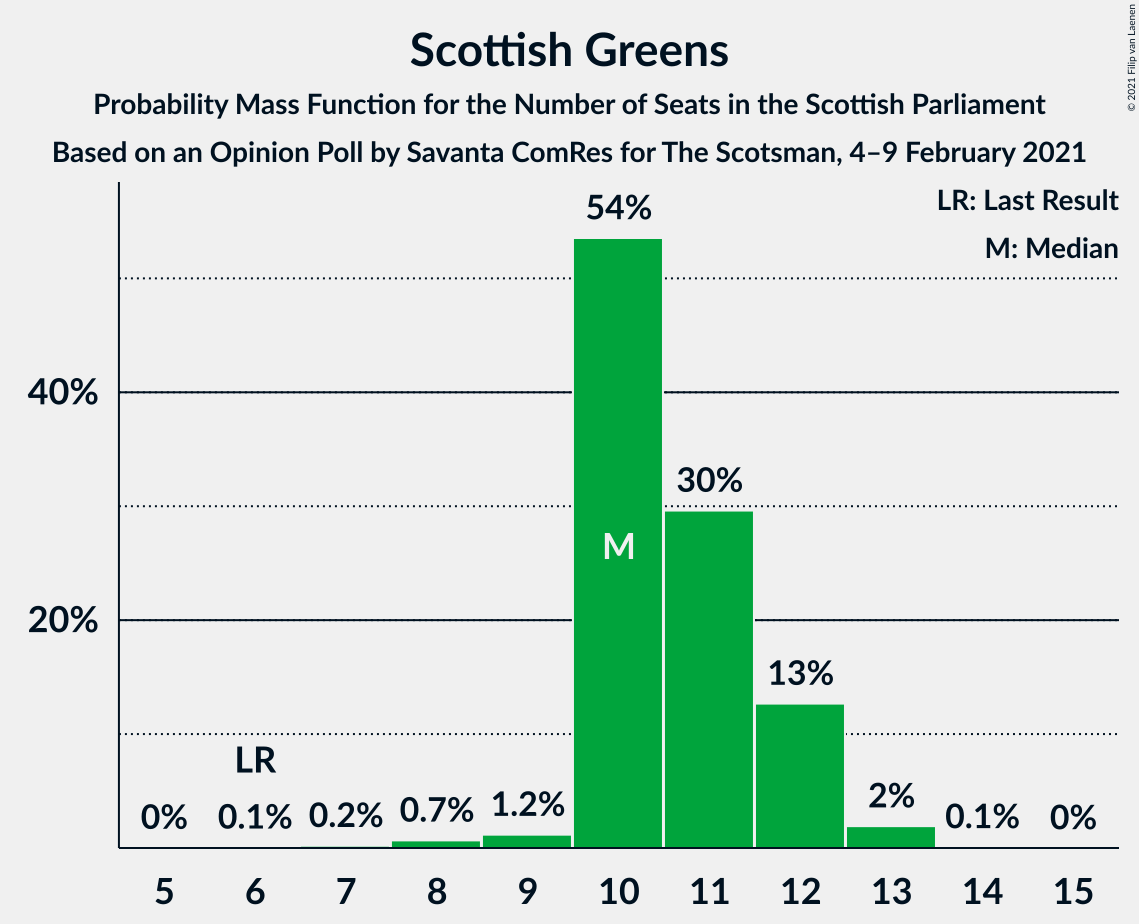 Scottish Greens
Probability Mass Function for the Number of Seats in the Scottish Parliament
Based on an Opinion Poll by Savanta ComRes for The Scotsman, 4–9 February 2021
© 2021 Filip van Laenen
LR: Last Result
M: Median
54%
40%
30%
M
20%
13%
LR
0% 0.1% 0.2% 0.7% 1.2% 2% 0.1% 0%
5 6 7 8 9 10 11 12 13 14 15